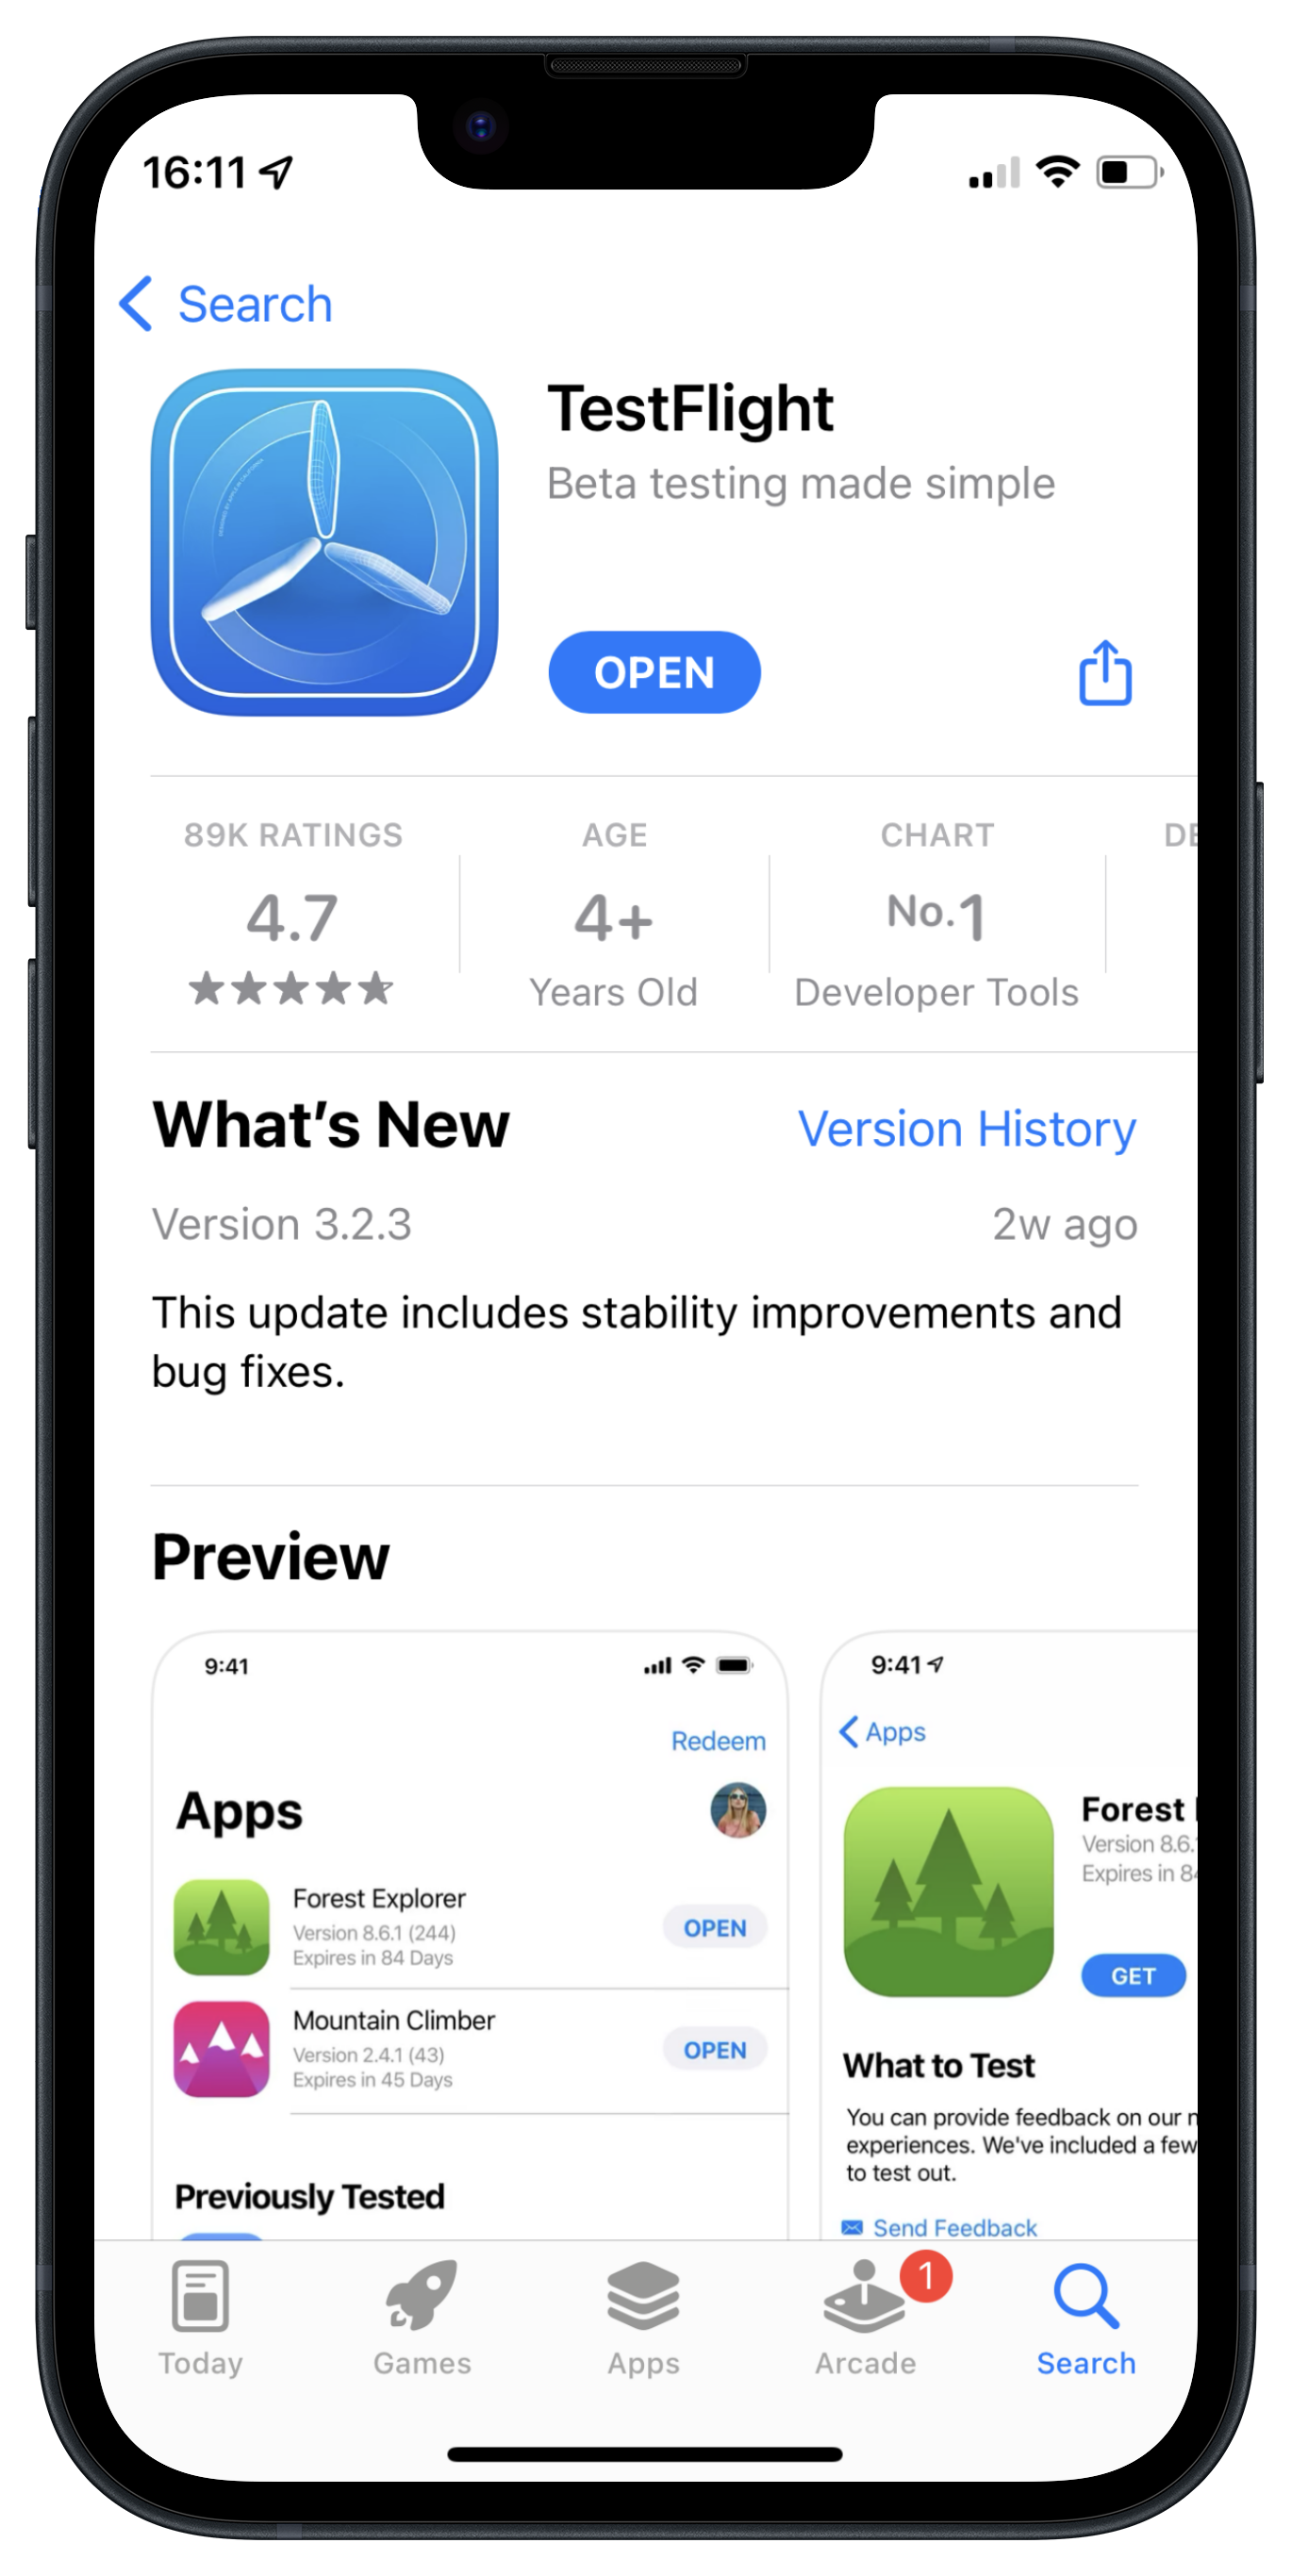 16:11
Search
TestFlight
Beta testing made simple
OPEN
89K RATINGS
4.7
AGE
4+
Years Old
CHART
No.1
Developer Tools
What's New
Version History
Version 3.2.3
2w ago
This update includes stability improvements and
bug fixes.
Preview
9:41
Redeem
Apps
Forest Explorer
Version 8.6.1 (244)
Expires in 84 Days
OPEN
Mountain Climber
Version 2.4.1 (43)
Expires in 45 Days
OPEN
Previously Tested
9:41
Apps
Forest
Version 8.6.
Expires in
GET
What to Test
You can provide feedback on our
experiences. We've included a few
to test out.
Send Feedback
Today
Games
Apps
1
Arcade
Search